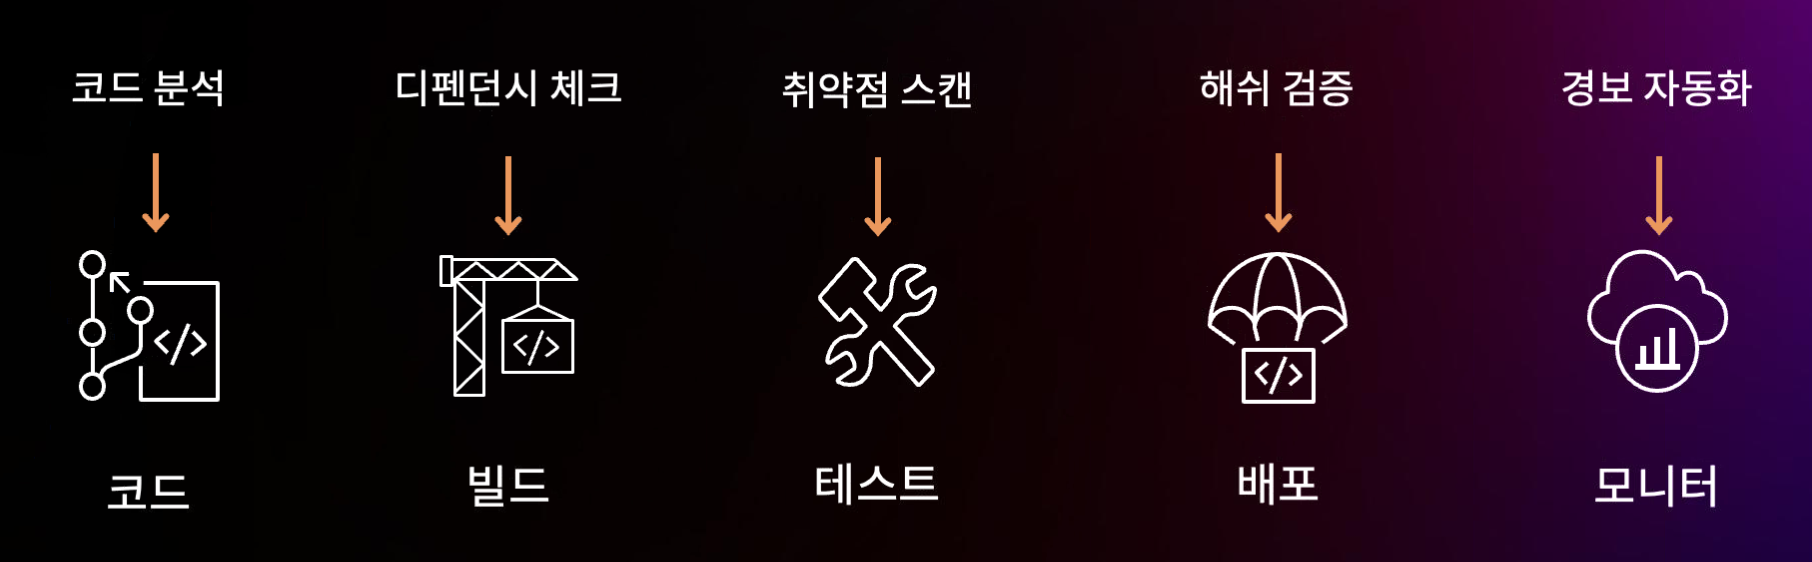 코드 분석
디펜던시 체크
취약점 스캔
해쉬 검증
경보 자동화
</>
</>
</>
코드
빌드
테스트
배포
모니터